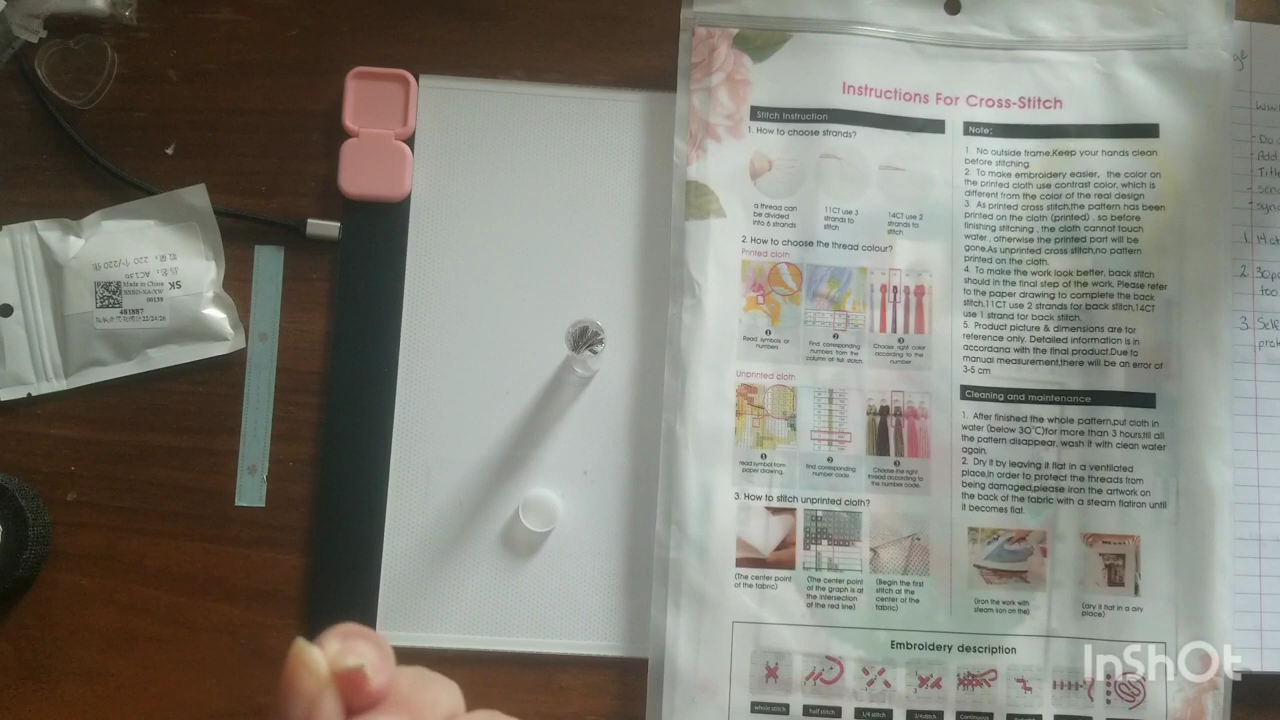 Instructions For Cross-Stitch
Stitch Instruction
1. How to choose strands?
a thread can
be divided
into 6 strands
11CT use 3
strands to
stitch
14CT use 2
strands to
stitch
2. How to choose the thread colour?
Printed cloth
1
Read symbols or
numbers
2
Find corresponding
numbers from the
column of full stitch
3
Choose right color
according to the
number
Unprinted cloth
1
read symbol from
paper drawing.
2
find corresponding
number code.
3
Choose the right
thread according to
the number code.
3. How to stitch unprinted cloth?
(The center point
of the fabric)
(The center point
of the graph is at
the intersection
of the red line)
(Begin the first
stitch at the
center of the
fabric)
Note:
1. No outside frame,Keep your hands clean
before stitching.
2. To make embroidery easier, the color on
the printed cloth use contrast color, which is
different from the color of the real design
3. As printed cross stitch,the pattern has been
printed on the cloth (printed) , so before
finishing stitching , the cloth cannot touch
water , otherwise the printed part will be
gone.As unprinted cross stitch,no pattern
printed on the cloth.
4. To make the work look better, back stitch
should in the final step of the work, Please refer
to the paper drawing to complete the back
stitch,11CT use 2 strands for back stitch,14CT
use 1 strand for back stitch.
5. Product picture & dimensions are for
reference only. Detailed information is in
accordana with the final product.Due to
manual measurement,there will be an error of
3-5 cm
Cleaning and maintenance
1. After finished the whole pattern,put cloth in
water (below 30℃)for more than 3 hours,till all
the pattern disappear, wash it with clean water
again.
2. Dry it by leaving it flat in a ventilated
place,in order to protect the threads from
being damaged,please iron the artwork on
the back of the fabric with a steam flatiron until
it becomes flat.
(Iron the work with
steam iron on the)
(dry it flat in a airy
place)
Embroidery description
whole stitch
half stitch
1/4 stitch
3/4stitch
Made in China
SK
00139
481887
1.
2.
too
3. Self
InShOt